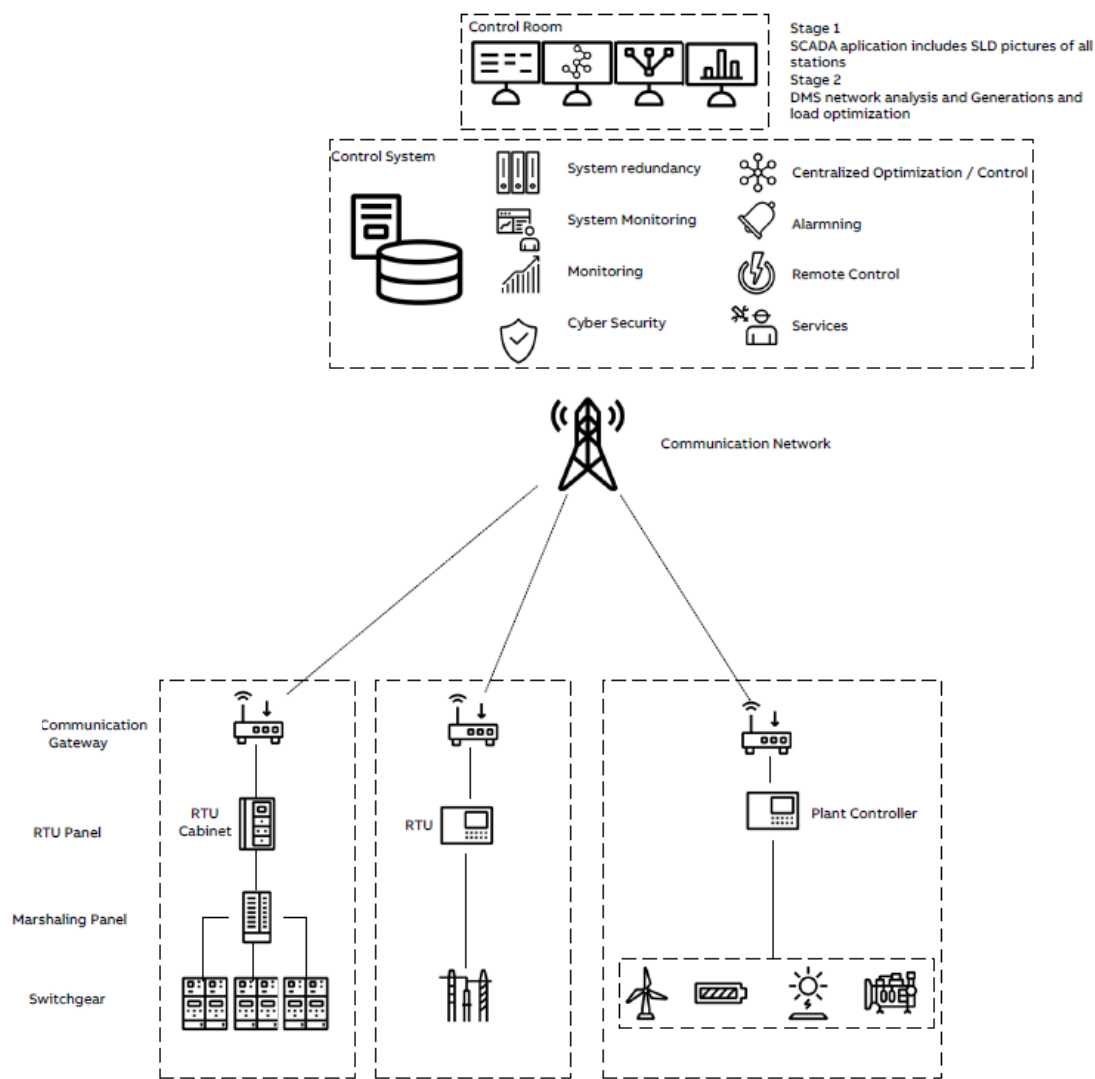 Control Room
Stage 1
SCADA aplication includes SLD pictures of all
stations
Stage 2
DMS network analysis and Generations and
load optimization
Control System
System redundancy
Centralized Optimization / Control
System Monitoring
Alarmning
Monitoring
Remote Control
Cyber Security
Services
Communication Network
Communication
Gateway
RTU Panel
RTU
Cabinet
RTU
Plant Controller
Marshaling Panel
Switchgear